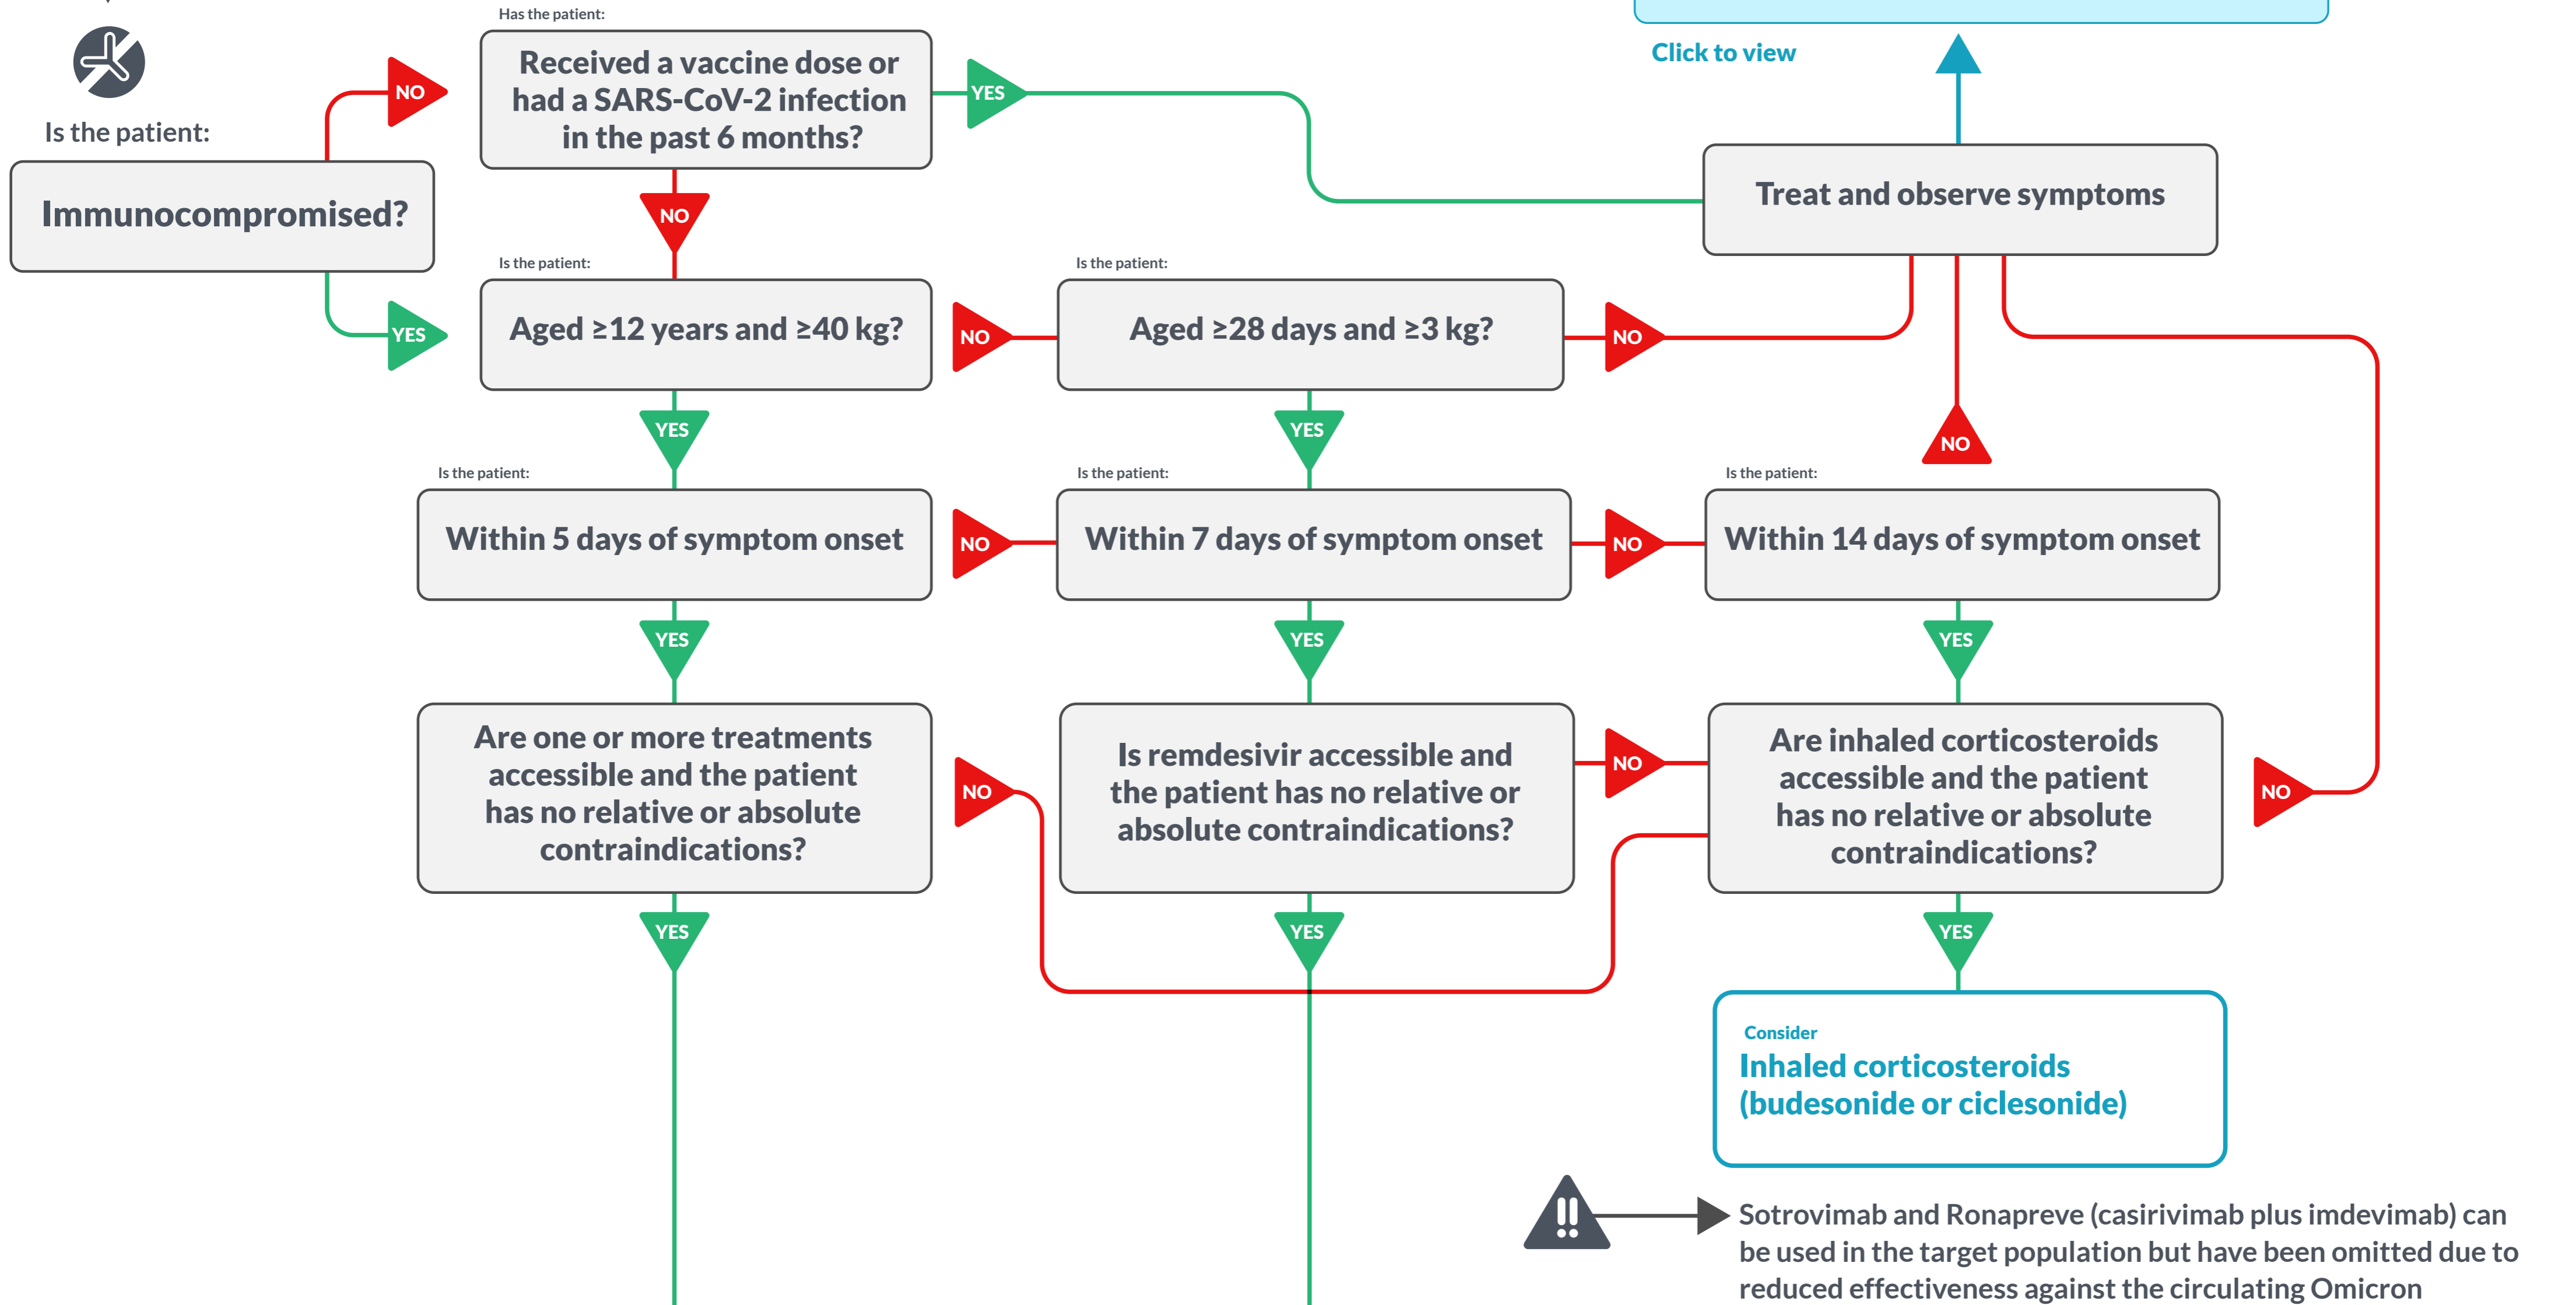 Has the patient:
Received a vaccine dose or
had a SARS-CoV-2 infection
in the past 6 months?
YES
NO
Click to view
Is the patient:
Immunocompromised?
YES
Treat and observe symptoms
NO
Is the patient:
Aged ≥12 years and ≥40 kg?
NO
Is the patient:
Aged ≥28 days and ≥3 kg?
NO
YES
YES
NO
Is the patient:
Within 5 days of symptom onset
NO
Is the patient:
Within 7 days of symptom onset
NO
Is the patient:
Within 14 days of symptom onset
YES
YES
YES
Are one or more treatments
accessible and the patient
has no relative or absolute
contraindications?
NO
Is remdesivir accessible and
the patient has no relative or
absolute contraindications?
NO
Are inhaled corticosteroids
accessible and the patient
has no relative or absolute
contraindications?
NO
YES
YES
YES
Consider
Inhaled corticosteroids
(budesonide or ciclesonide)
!!
Sotrovimab and Ronapreve (casirivimab plus imdevimab) can
be used in the target population but have been omitted due to
reduced effectiveness against the circulating Omicron